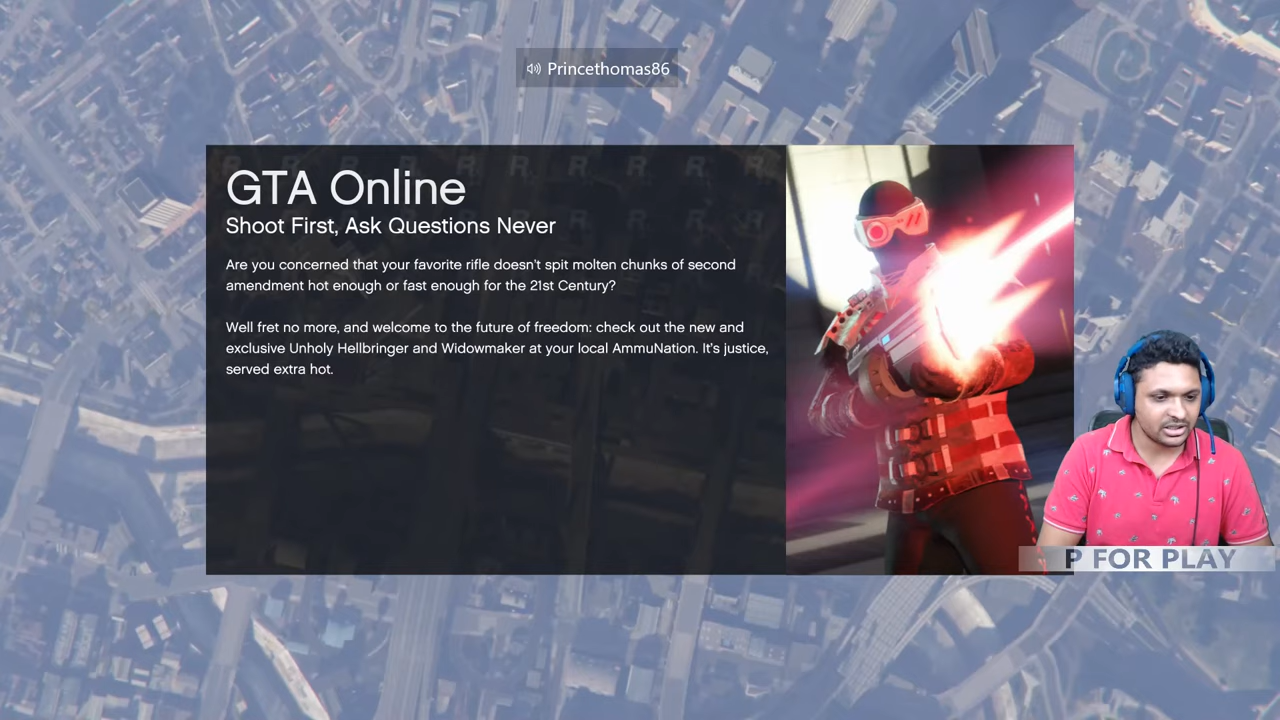 Princethomas86
GTA Online
Shoot First, Ask Questions Never
Are you concerned that your favorite rifle doesn't spit molten chunks of second
amendment hot enough or fast enough for the 21st Century?
Well fret no more, and welcome to the future of freedom: check out the new and
exclusive Unholy Hellbringer and Widowmaker at your local AmmuNation. It's justice,
served extra hot.
P FOR PLAY